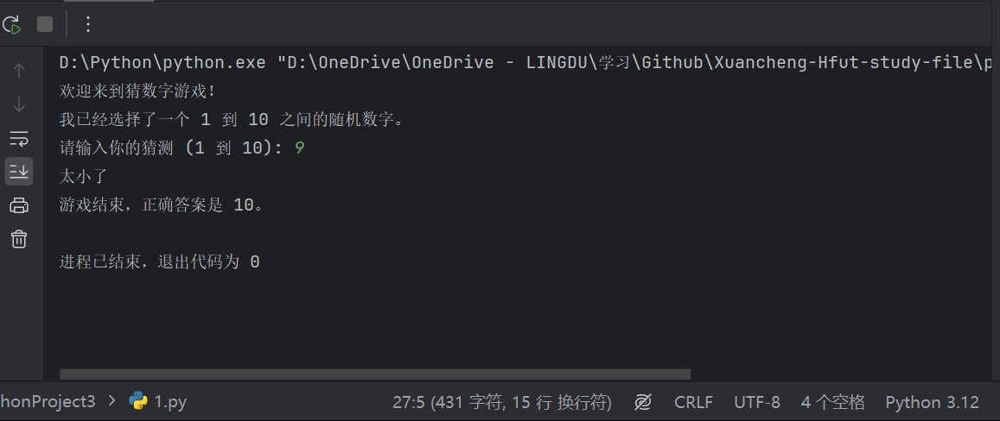 D:\Python\python.exe "D:\OneDrive\OneDrive - LINGDU\学习\Github\Xuancheng-Hfut-study-file\p
欢迎来到猜数字游戏!
我已经选择了一个 1 到 10 之间的随机数字。
请输入你的猜测 (1 到 10): 9
太小了
游戏结束，正确答案是 10。
进程已结束，退出代码为 0
honProject3 > 1.py 27:5 (431 字符, 15 行 换行符) CRLF UTF-8 4 个空格 Python 3.12